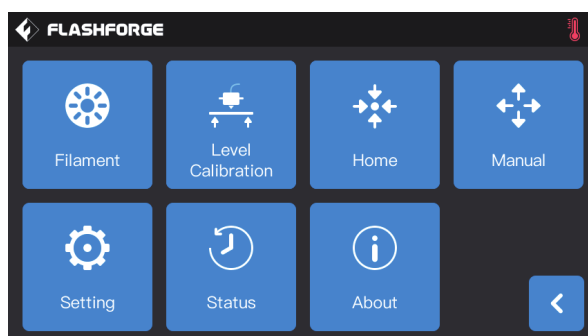 FLASHFORGE
Filament
Level
Calibration
Home
Manual
Setting
Status
About